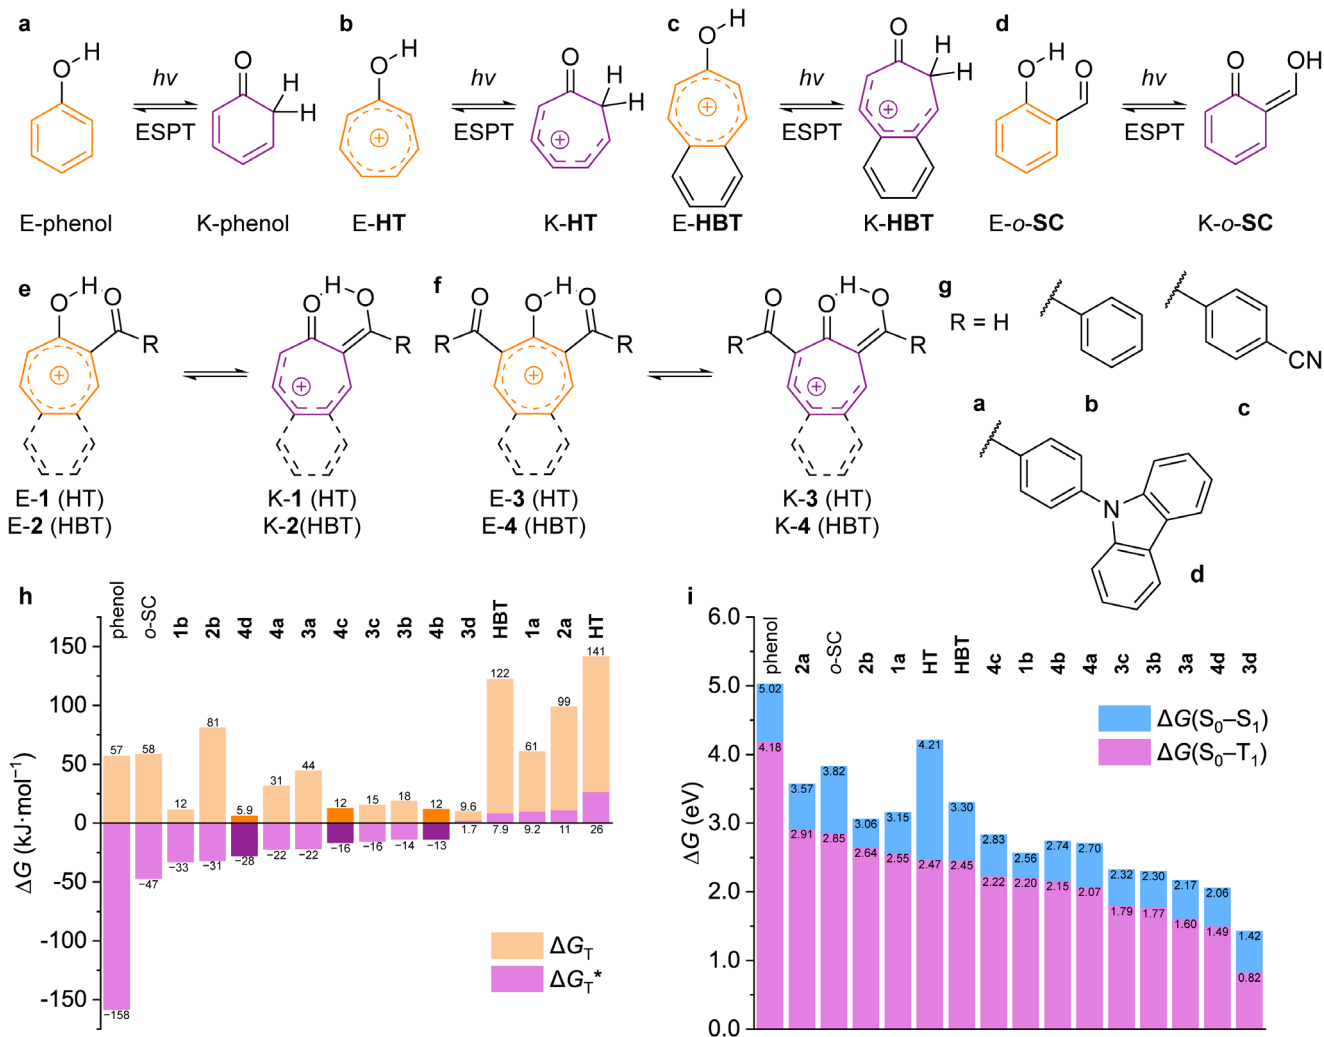 a
O
H
hν
ESPT
O
H
H
E-phenol
K-phenol
b
O
H
+
hν
ESPT
O
H
H
+
E-HT
K-HT
c
O
H
+
hν
ESPT
O
H
H
+
E-HBT
K-HBT
d
O
H
O
hν
ESPT
O
OH
E-o-SC
K-o-SC
e
O
H
O
R
+
E-1 (HT)
E-2 (HBT)
O
H
O
R
+
K-1 (HT)
K-2(HBT)
f
O
R
O
H
O
R
+
E-3 (HT)
E-4 (HBT)
O
R
O
H
O
R
+
K-3 (HT)
K-4 (HBT)
g
R = H
CN
a
b
c
N
d
h
phenol
o-SC
1b
2b
4d
4a
3a
4c
3c
3b
4b
3d
HBT
1a
2a
HT
ΔG (kJ·mol⁻¹)
150
100
50
0
-50
-100
-150
57
58
12
81
5.9
31
44
12
15
18
12
9.6
122
61
99
141
−158
−47
−33
−31
−28
−22
−22
−16
−16
−14
−13
1.7
7.9
9.2
11
26
ΔG_T
ΔG_T*
i
phenol
2a
o-SC
2b
1a
HT
HBT
4c
1b
4b
4a
3c
3b
3a
4d
3d
ΔG (eV)
6.0
5.0
4.0
3.0
2.0
1.0
0.0
5.02
3.57
3.82
3.06
3.15
4.21
3.30
2.83
2.56
2.74
2.70
2.32
2.30
2.17
2.06
1.42
4.18
2.91
2.85
2.64
2.55
2.47
2.45
2.22
2.20
2.15
2.07
1.79
1.77
1.60
1.49
0.82
ΔG(S₀–S₁)
ΔG(S₀–T₁)